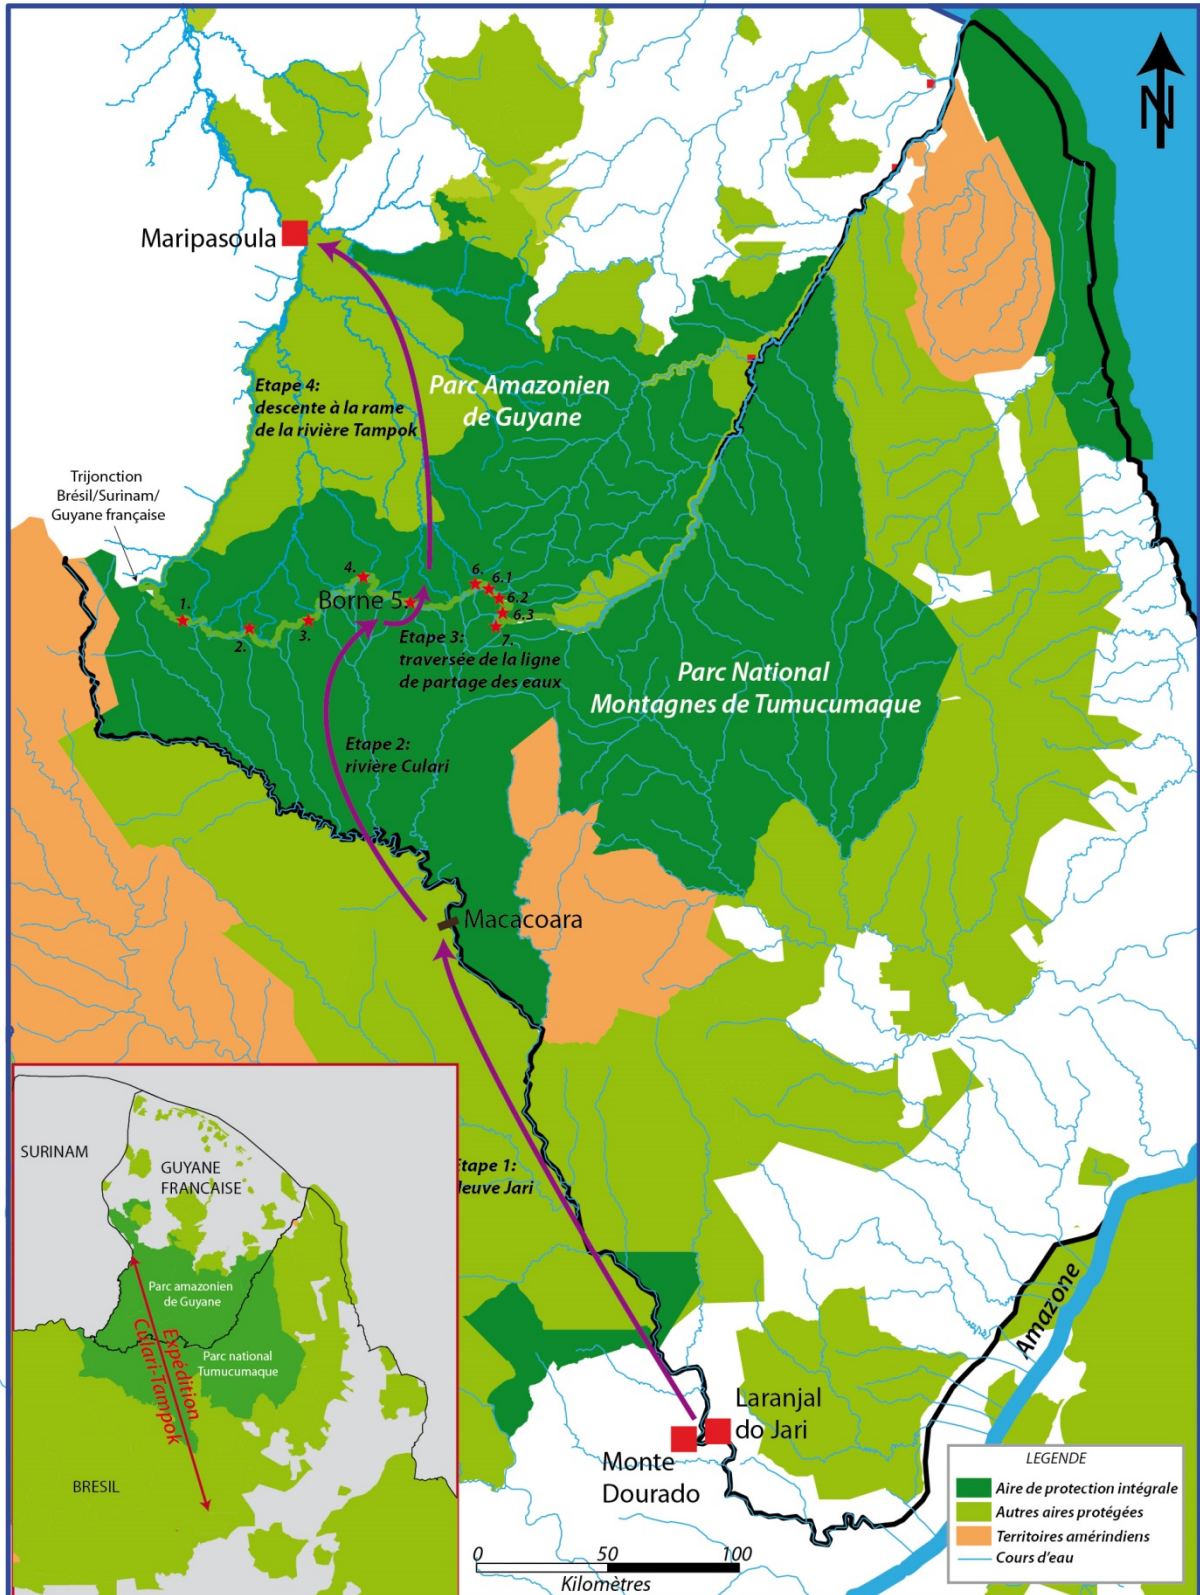 N
Maripasoula
Etape 4:
descente à la rame
de la rivière Tampok
Parc Amazonien
de Guyane
Trijonction
Brésil/Surinam/
Guyane française
1.
2.
3.
4.
Borne 5
6.
6.1
6.2
6.3
7.
Etape 3:
traversée de la ligne
de partage des eaux
Parc National
Montagnes de Tumucumaque
Etape 2:
rivière Culari
Macacoara
Etape 1:
leuve Jari
SURINAM
GUYANE
FRANCAISE
Parc amazonien
de Guyane
Parc national
Tumucumaque
Expédition
Culari-Tampok
BRESIL
Amazone
Laranjal
do Jari
Monte
Dourado
0 50 100
Kilomètres
LEGENDE
Aire de protection intégrale
Autres aires protégées
Territoires amérindiens
Cours d'eau